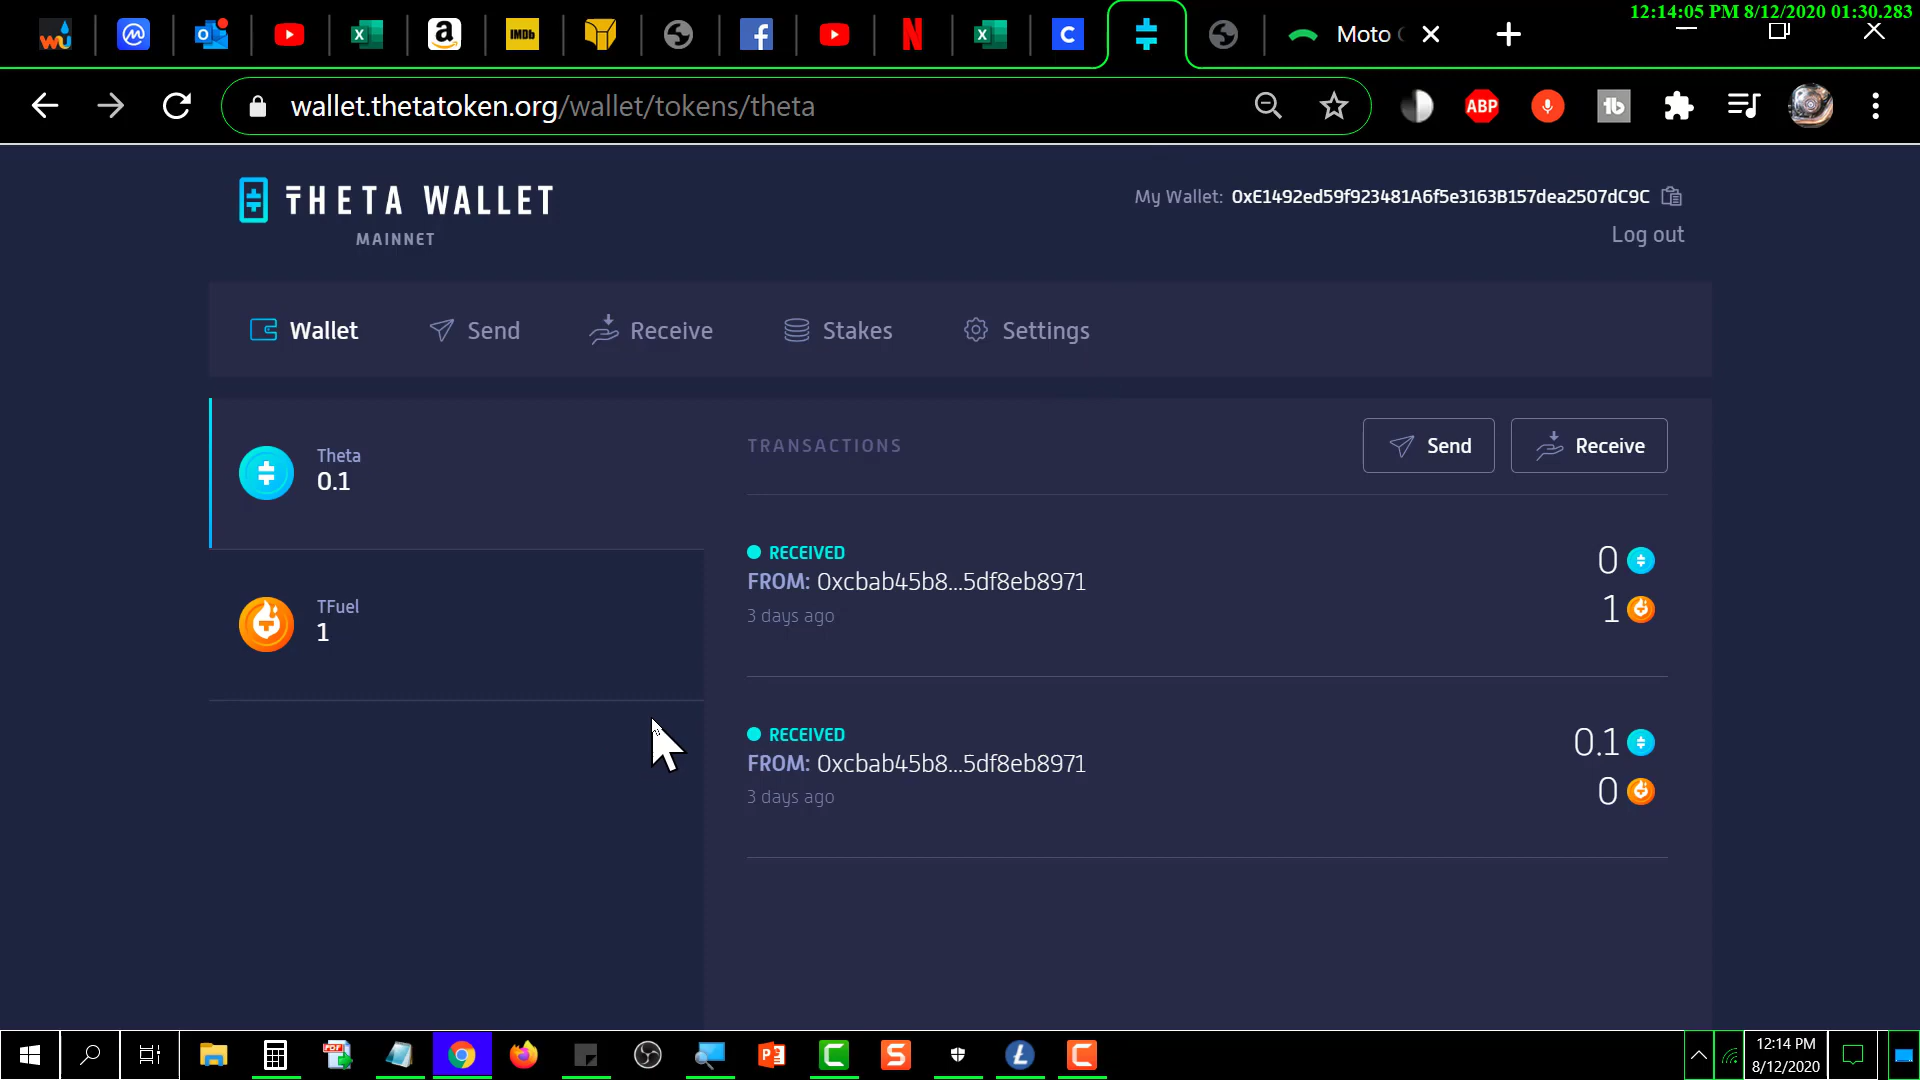 12:14:05 PM 8/12/2020 01:30.283
Moto
wallet.thetatoken.org/wallet/tokens/theta
ABP
THETA WALLET
MAINNET
My Wallet: 0xE1492ed59f923481A6f5e3163B157dea2507dC9C
Log out
Wallet
Send
Receive
Stakes
Settings
Theta
0.1
TFuel
1
TRANSACTIONS
Send
Receive
RECEIVED
FROM: 0xcbab45b8...5df8eb8971
3 days ago
0
1
RECEIVED
FROM: 0xcbab45b8...5df8eb8971
3 days ago
0.1
0
12:14 PM
8/12/2020